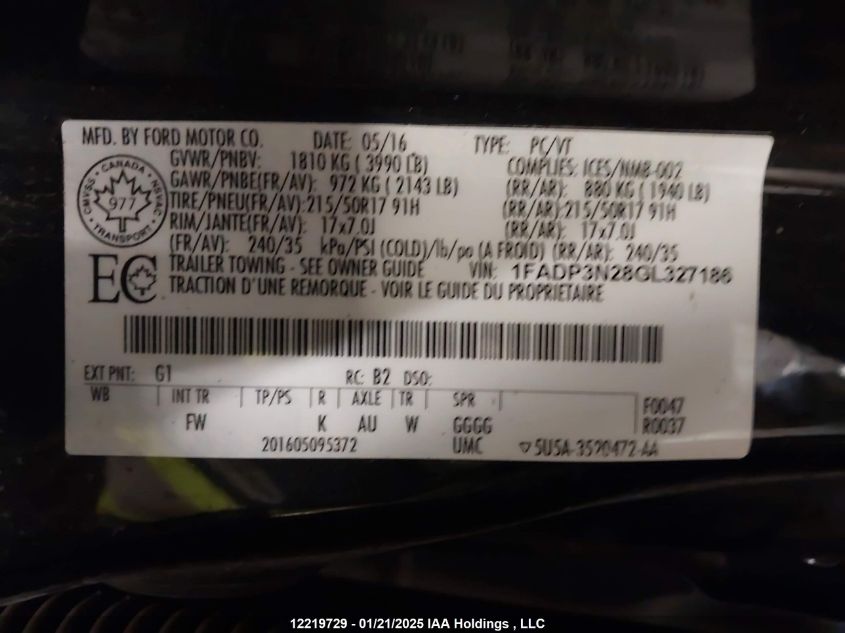 MFD. BY FORD MOTOR CO. DATE: 05/16 TYPE: PC/VT
GVWR/PNBV: 1810 KG ( 3990 LB) COMPLIES: ICES/NMB-002
GAWR/PNBE(FR/AV): 972 KG ( 2143 LB) (RR/AR): 880 KG ( 1940 LB)
TIRE/PNEU(FR/AV):215/50R17 91H (RR/AR):215/50R17 91H
RIM/JANTE(FR/AV): 17x7.0J (RR/AR): 17x7.0J
(FR/AV): 240/35 kPa/PSI (COLD)/lb/po (A FROID) (RR/AR): 240/35
TRAILER TOWING - SEE OWNER GUIDE VIN: 1FADP3N28GL327186
TRACTION D'UNE REMORQUE - VOIR LE GUIDE DU PROPRIETAIRE
CANADA
CMVSS
NSVAC
977
TRANSPORT
EC
EXT PNT: G1 RC: B2 DSO:
WB INT TR TP/PS R AXLE TR SPR F0047
FW K AU W GGGG R0037
201605095372 UMC ▽5U5A-3520472-AA
12219729 - 01/21/2025 IAA Holdings , LLC